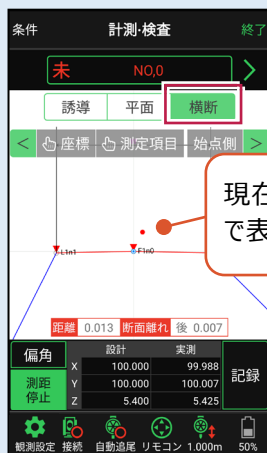 条件 計測・検査 終了
未 NO,0
誘導 平面 横断
< 座標 測定項目 始点側 >
現在
で表
L1n1 F1n0
距離 0.013 断面離れ 後 0.007
偏角 設計 実測
X 100.000 99.988
測距 Y 100.000 100.007 記録
停止 Z 5.400 5.425
観測設定 接続 自動追尾 リモコン 1.000m 50%